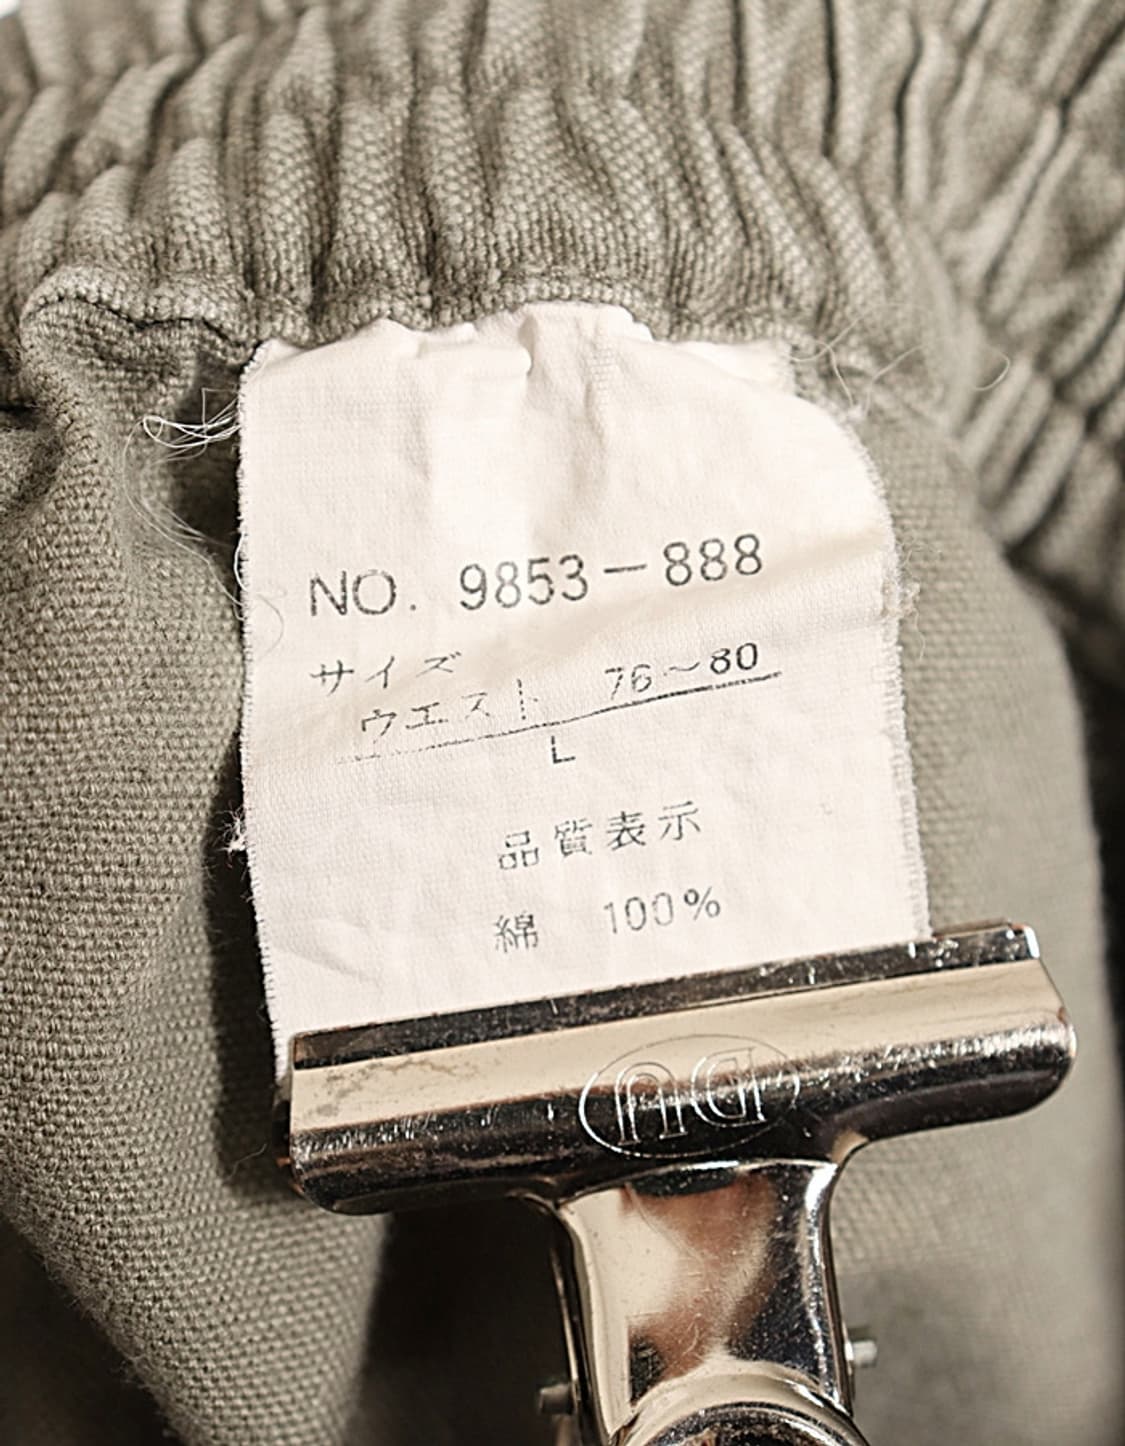 NO. 9853-888
サイズ
ウエスト 76～80
L
品質表示
綿 100%